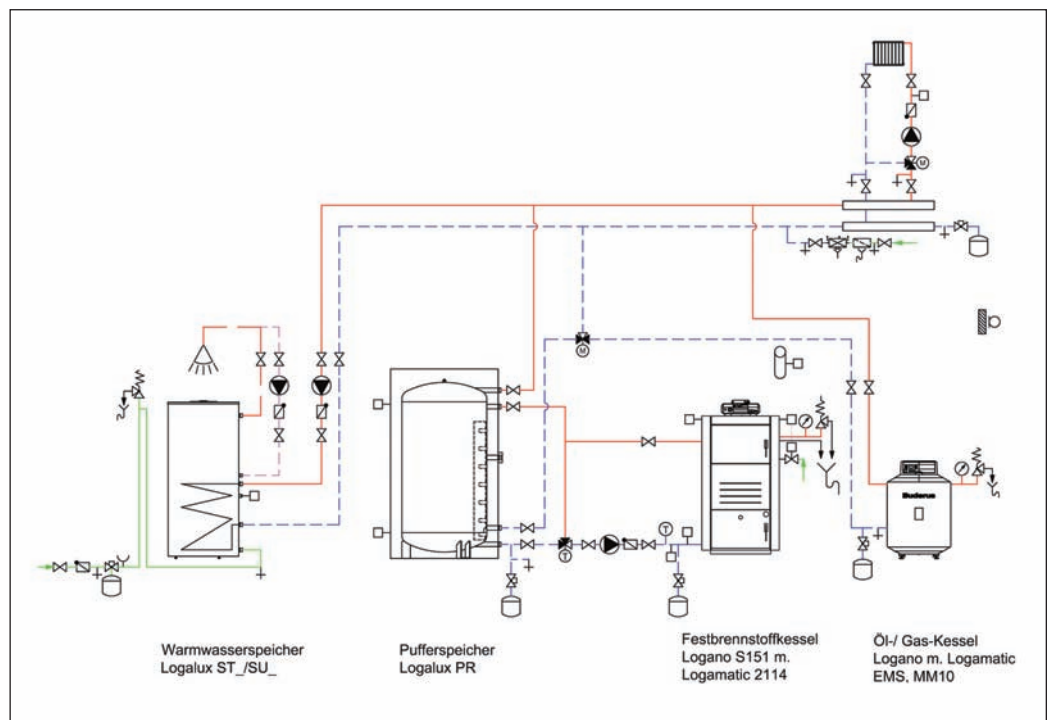 M
M
T
T
Buderus
Warmwasserspeicher
Logalux ST_/SU_
Pufferspeicher
Logalux PR
Festbrennstoffkessel
Logano S151 m.
Logamatic 2114
Öl-/ Gas-Kessel
Logano m. Logamatic
EMS, MM10